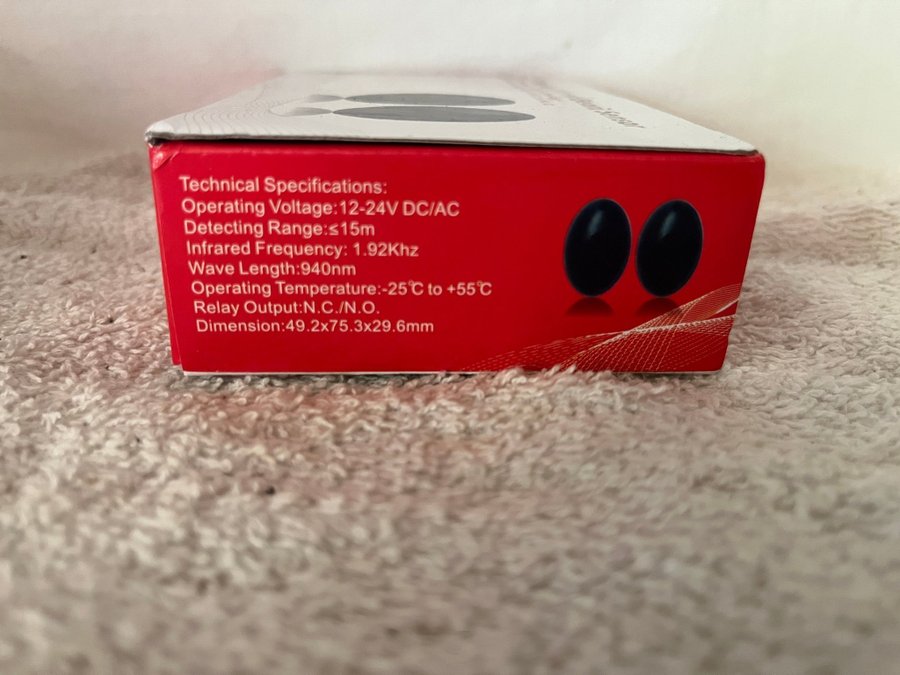 Technical Specifications:
Operating Voltage:12-24V DC/AC
Detecting Range:≤15m
Infrared Frequency: 1.92Khz
Wave Length:940nm
Operating Temperature:-25℃ to +55℃
Relay Output:N.C./N.O.
Dimension:49.2x75.3x29.6mm